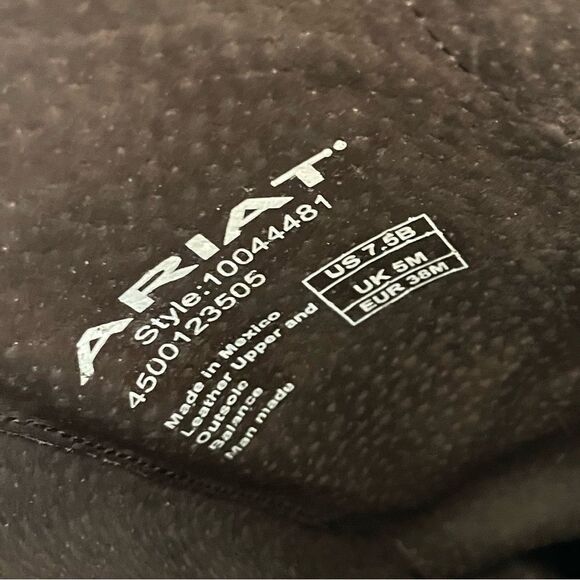 ARIAT
Style:10044481
4500123505
Made in Mexico
Leather Upper and
Outsole
Balance
Man made
US 7.5B
UK 5M
EUR 38M